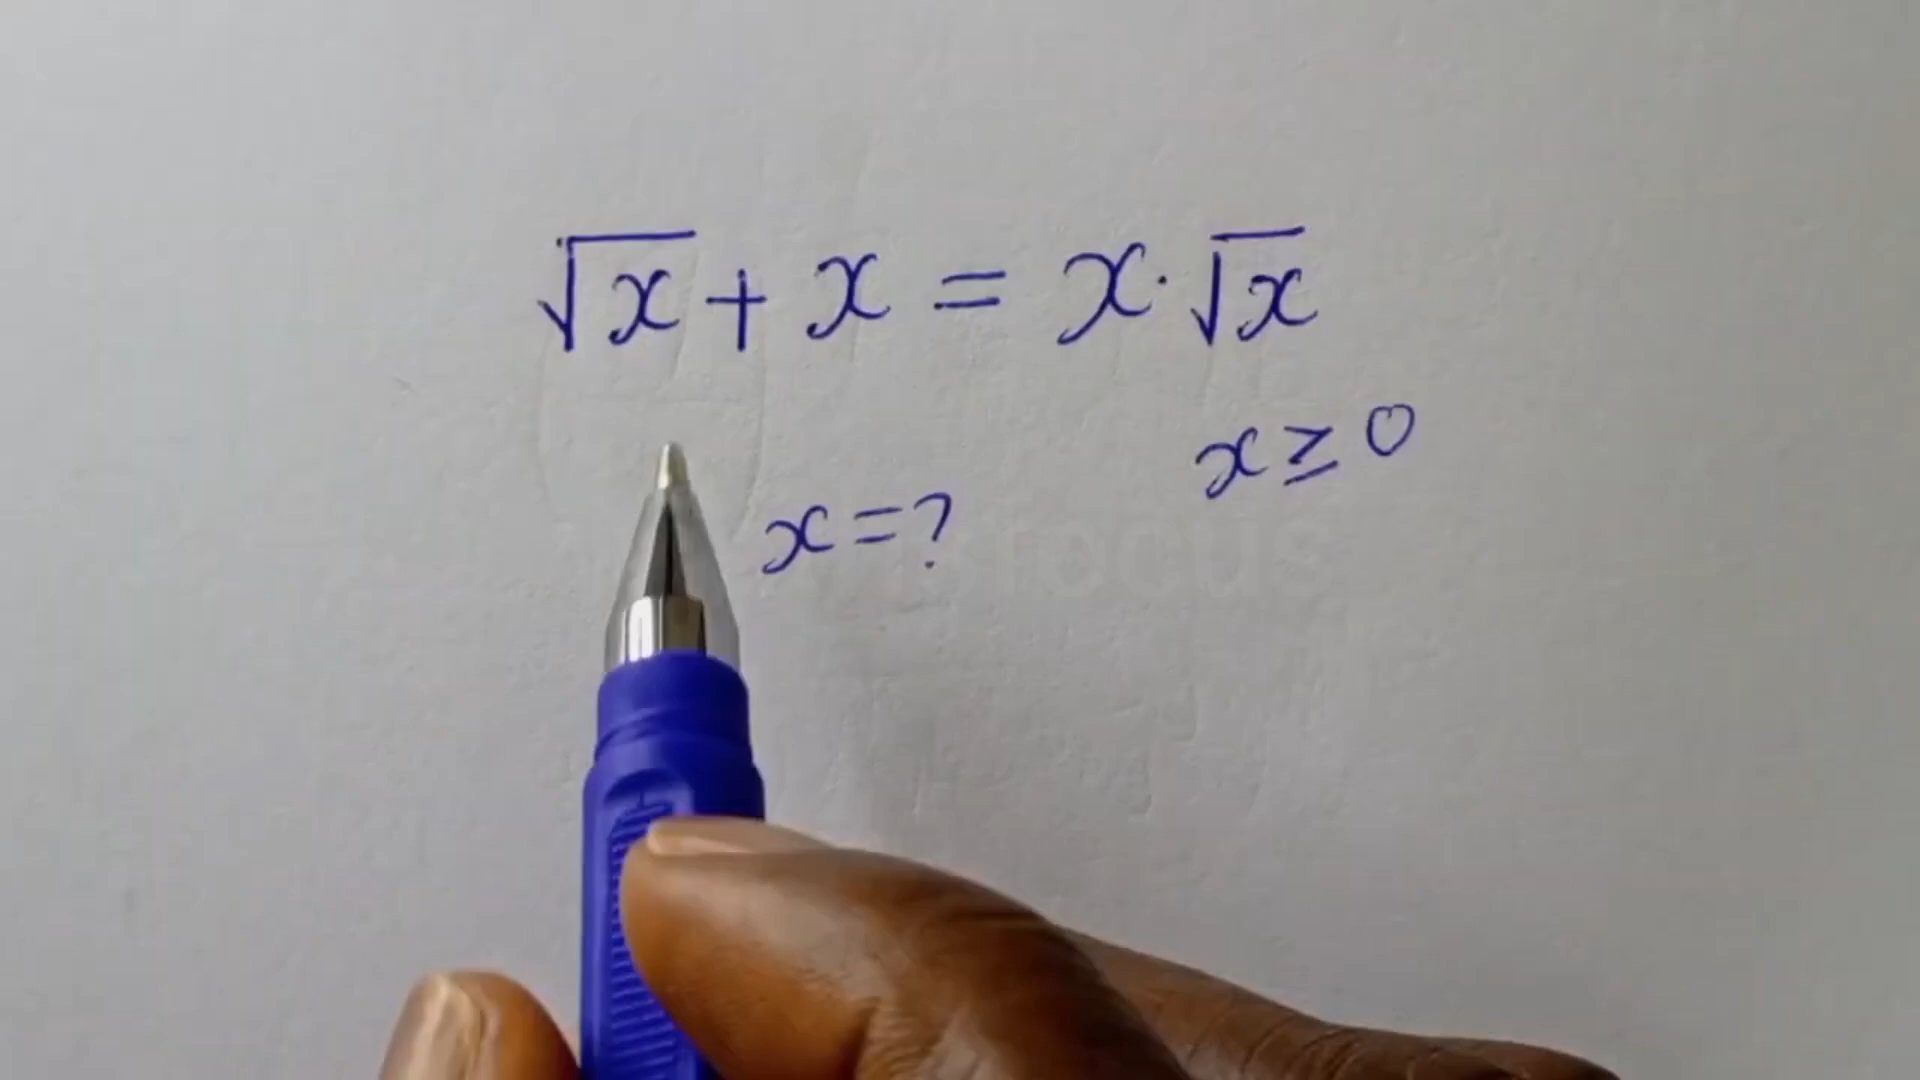 √x + x = x·√x
x ≥ 0
x = ?